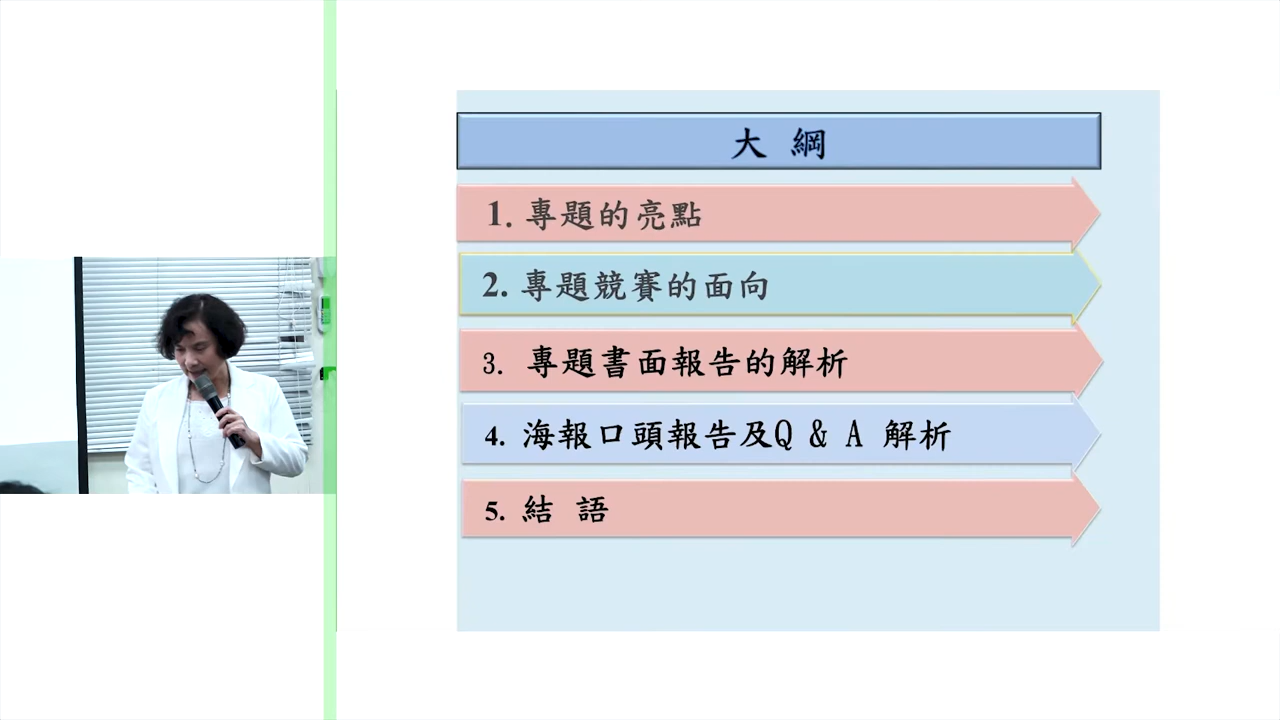 大 綱
1. 專題的亮點
2. 專題競賽的面向
3. 專題書面報告的解析
4. 海報口頭報告及Q & A 解析
5. 結 語